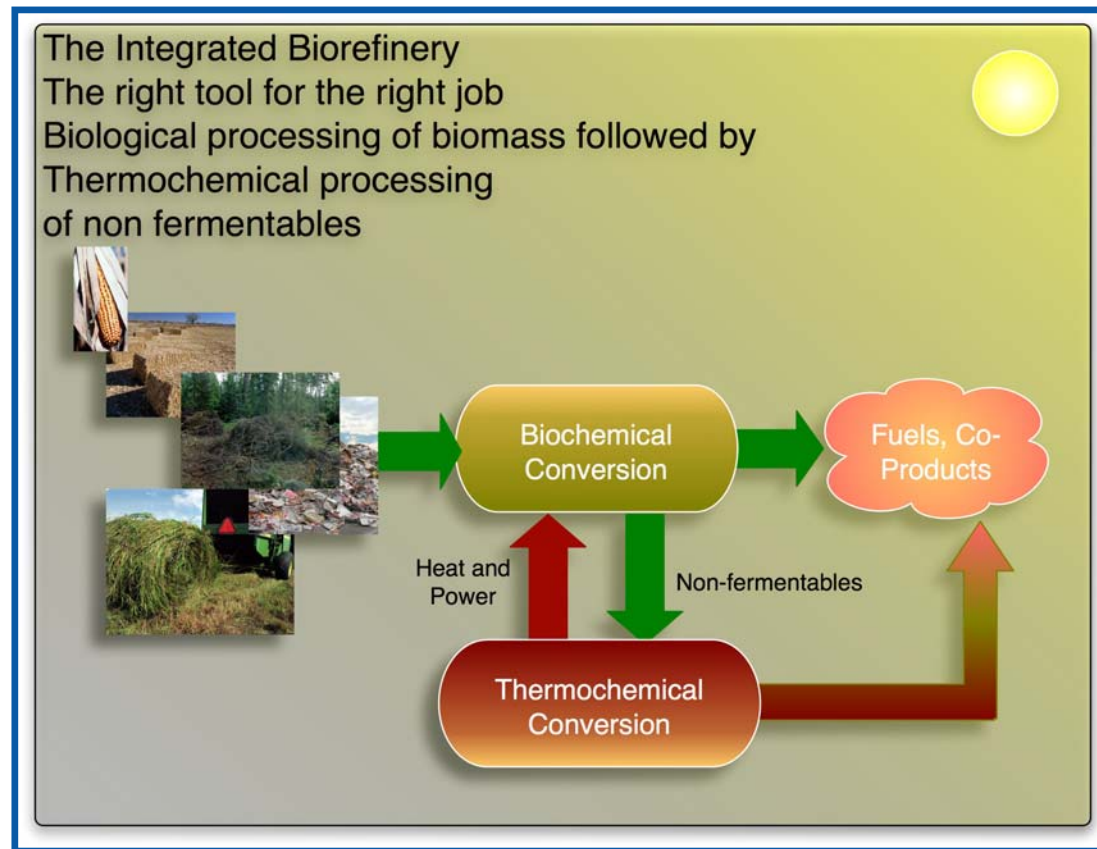 The Integrated Biorefinery
The right tool for the right job
Biological processing of biomass followed by
Thermochemical processing
of non fermentables
Biochemical
Conversion
Fuels, Co-
Products
Heat and
Power
Non-fermentables
Thermochemical
Conversion